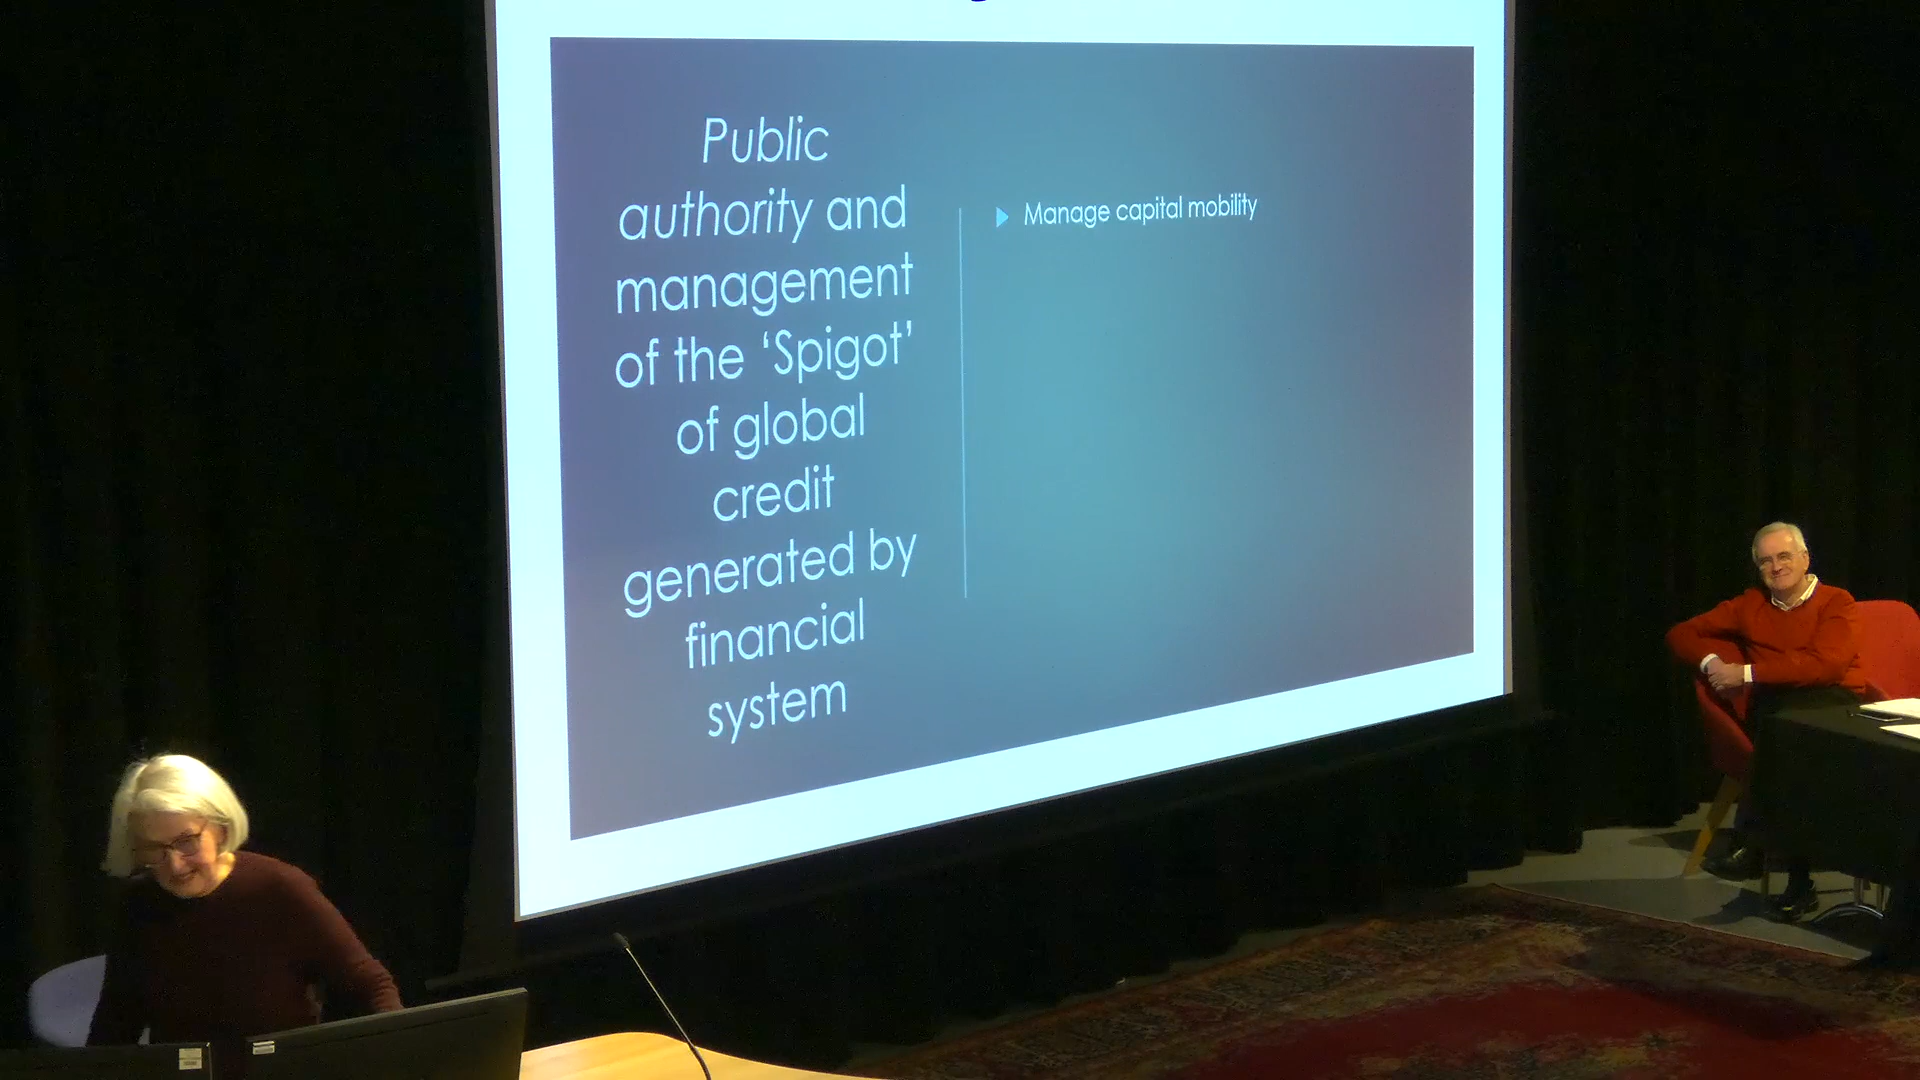 Public
authority and
management
of the ‘Spigot’
of global
credit
generated by
financial
system
Manage capital mobility